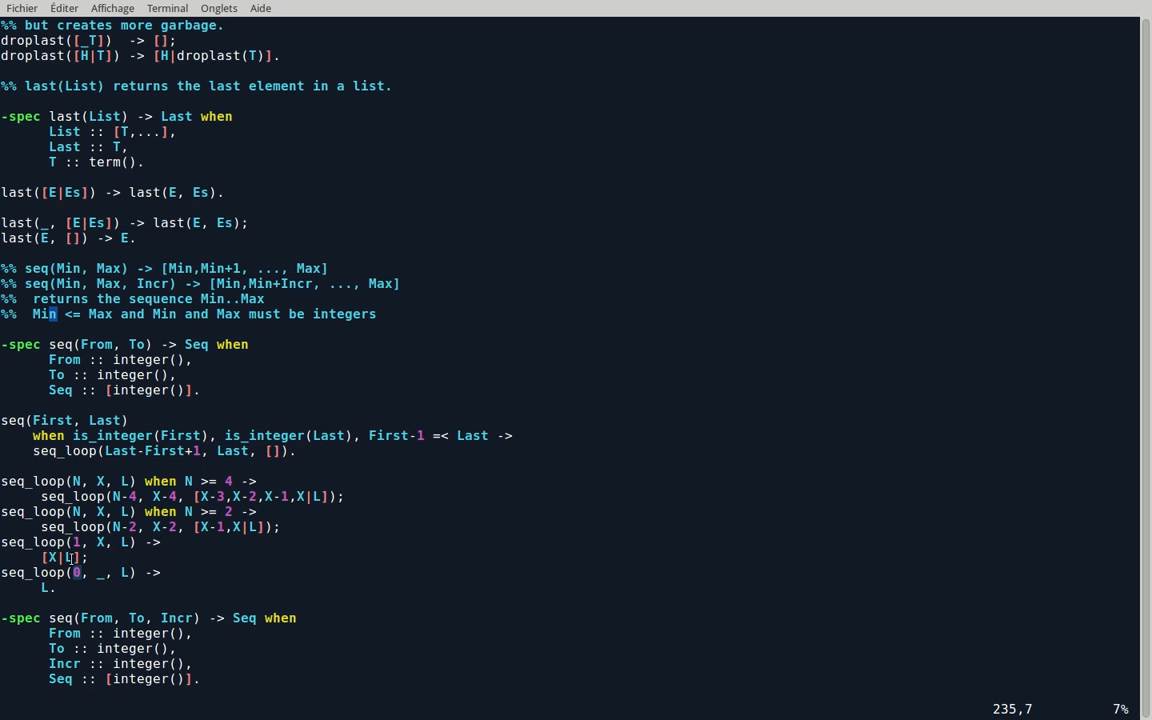 Fichier Éditer Affichage Terminal Onglets Aide
%% but creates more garbage.
droplast([_T])  -> [];
droplast([H|T]) -> [H|droplast(T)].
%% last(List) returns the last element in a list.
-spec last(List) -> Last when
      List :: [T,...],
      Last :: T,
      T :: term().
last([E|Es]) -> last(E, Es).
last(_, [E|Es]) -> last(E, Es);
last(E, []) -> E.
%% seq(Min, Max) -> [Min,Min+1, ..., Max]
%% seq(Min, Max, Incr) -> [Min,Min+Incr, ..., Max]
%%  returns the sequence Min..Max
%%  Min <= Max and Min and Max must be integers
-spec seq(From, To) -> Seq when
      From :: integer(),
      To :: integer(),
      Seq :: [integer()].
seq(First, Last)
    when is_integer(First), is_integer(Last), First-1 =< Last ->
    seq_loop(Last-First+1, Last, []).
seq_loop(N, X, L) when N >= 4 ->
     seq_loop(N-4, X-4, [X-3,X-2,X-1,X|L]);
seq_loop(N, X, L) when N >= 2 ->
     seq_loop(N-2, X-2, [X-1,X|L]);
seq_loop(1, X, L) ->
     [X|L];
seq_loop(0, _, L) ->
     L.
-spec seq(From, To, Incr) -> Seq when
      From :: integer(),
      To :: integer(),
      Incr :: integer(),
      Seq :: [integer()].
235,7 7%